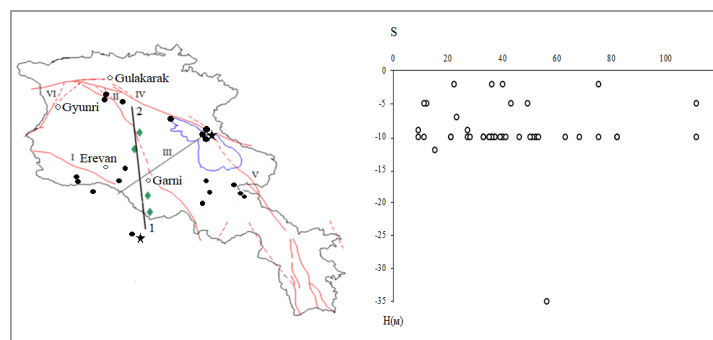 Gulakarak
VI
II
IV
Gyunri
2
Erevan
I
III
Garni
V
1
S
0
20
40
60
80
100
0
-5
-10
-15
-20
-25
-30
-35
H(м)